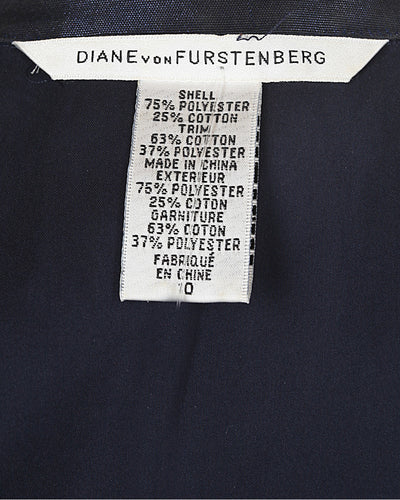 DIANE VON FURSTENBERG
SHELL
75% POLYESTER
25% COTTON
TRIM
63% COTTON
37% POLYESTER
MADE IN CHINA
EXTERIEUR
75% POLYESTER
25% COTON
GARNITURE
63% COTON
37% POLYESTER
FABRIQUÉ
EN CHINE
10